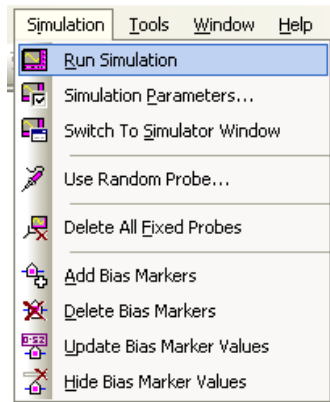 Simulation Tools Window Help
Run Simulation
Simulation Parameters...
Switch To Simulator Window
Use Random Probe...
Delete All Fixed Probes
Add Bias Markers
Delete Bias Markers
Update Bias Marker Values
Hide Bias Marker Values